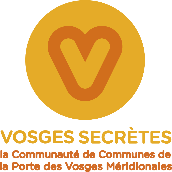 VOSGES SECRÈTES
la Communauté de Communes de
la Porte des Vosges Méridionales